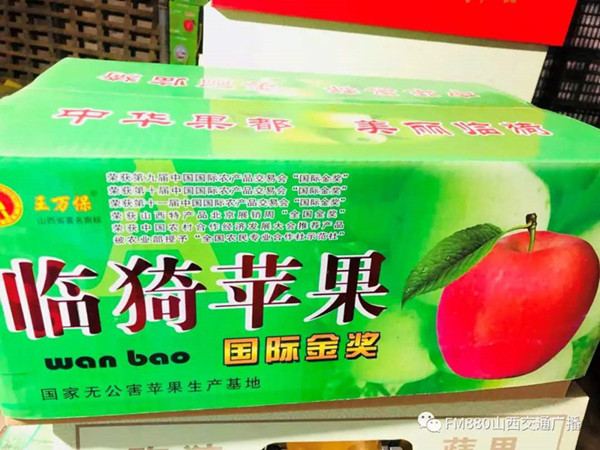 中华果都 美丽临猗
王万保
山西省著名商标
荣获第九届中国国际农产品交易会“国际金奖”
荣获第十届中国国际农产品交易会“国际金奖”
荣获第十一届中国国际农产品交易会“国际金奖”
荣获山西特产品北京展销周“全国金奖”
荣获中国农村合作经济发展大会推荐产品
被农业部授予“全国农民专业合作社示范社”
临猗苹果
wan bao
国际金奖
国家无公害苹果生产基地
苹果
FM880山西交通广播